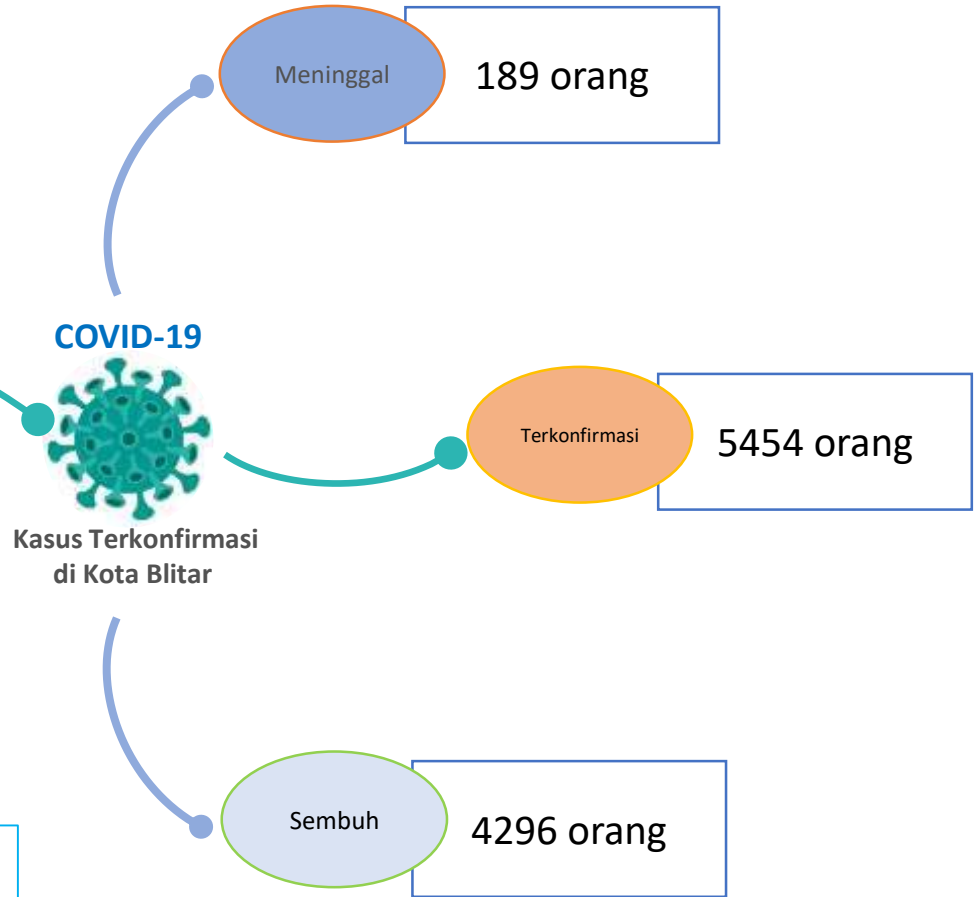 Meninggal
189 orang
COVID-19
Terkonfirmasi
5454 orang
Kasus Terkonfirmasi
di Kota Blitar
Sembuh
4296 orang